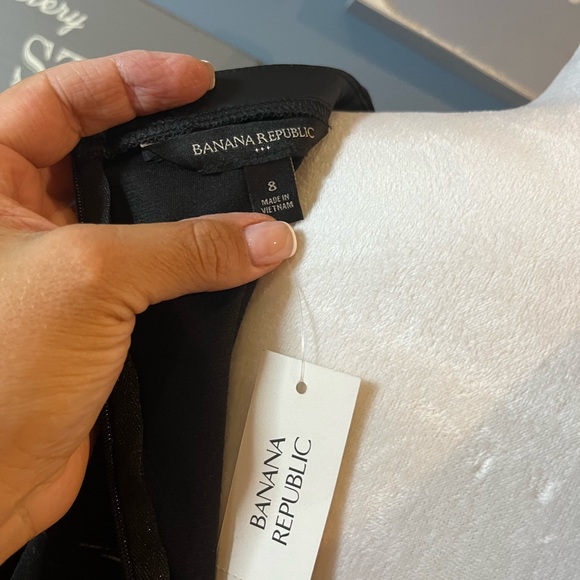 BANANA REPUBLIC
8
MADE IN
VIETNAM
BANANA
REPUBLIC